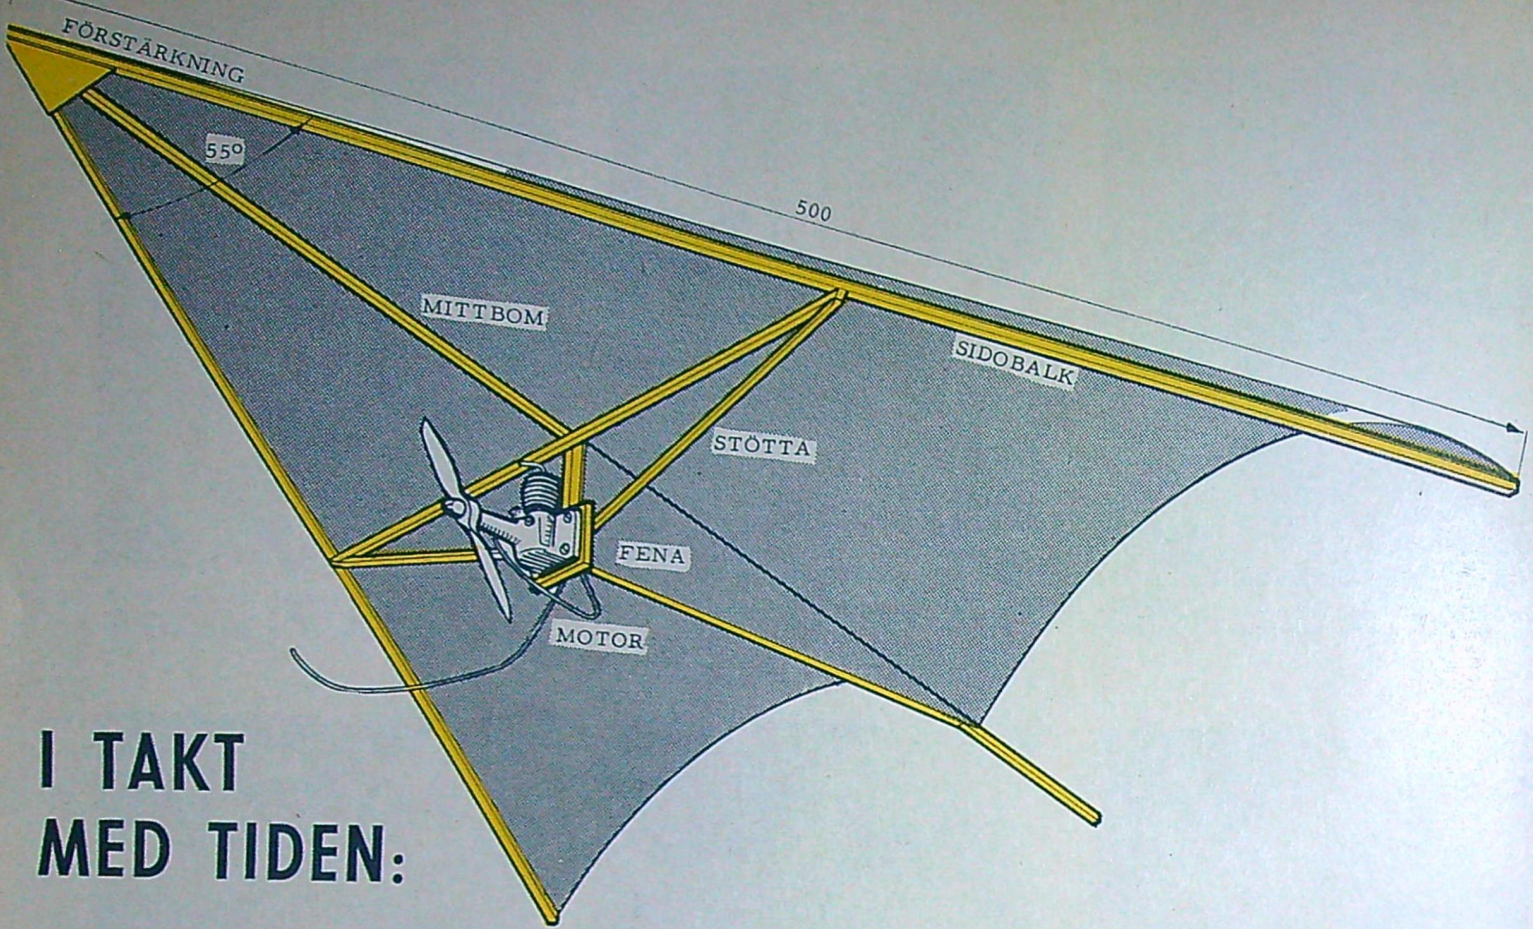 FÖRSTÄRKNING
55°
500
MITTBOM
SIDOBALK
STÖTTA
FENA
MOTOR
I TAKT
MED TIDEN: